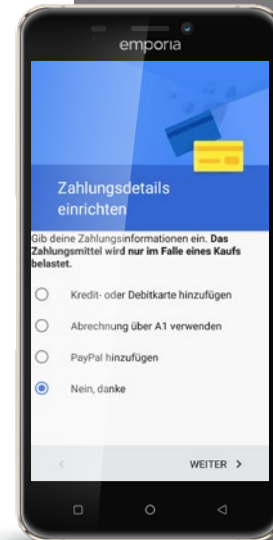 emporia
Zahlungsdetails
einrichten
Gib deine Zahlungsinformationen ein. Das
Zahlungsmittel wird nur im Falle eines Kaufs
belastet.
Kredit- oder Debitkarte hinzufügen
Abrechnung über A1 verwenden
PayPal hinzufügen
Nein, danke
WEITER >